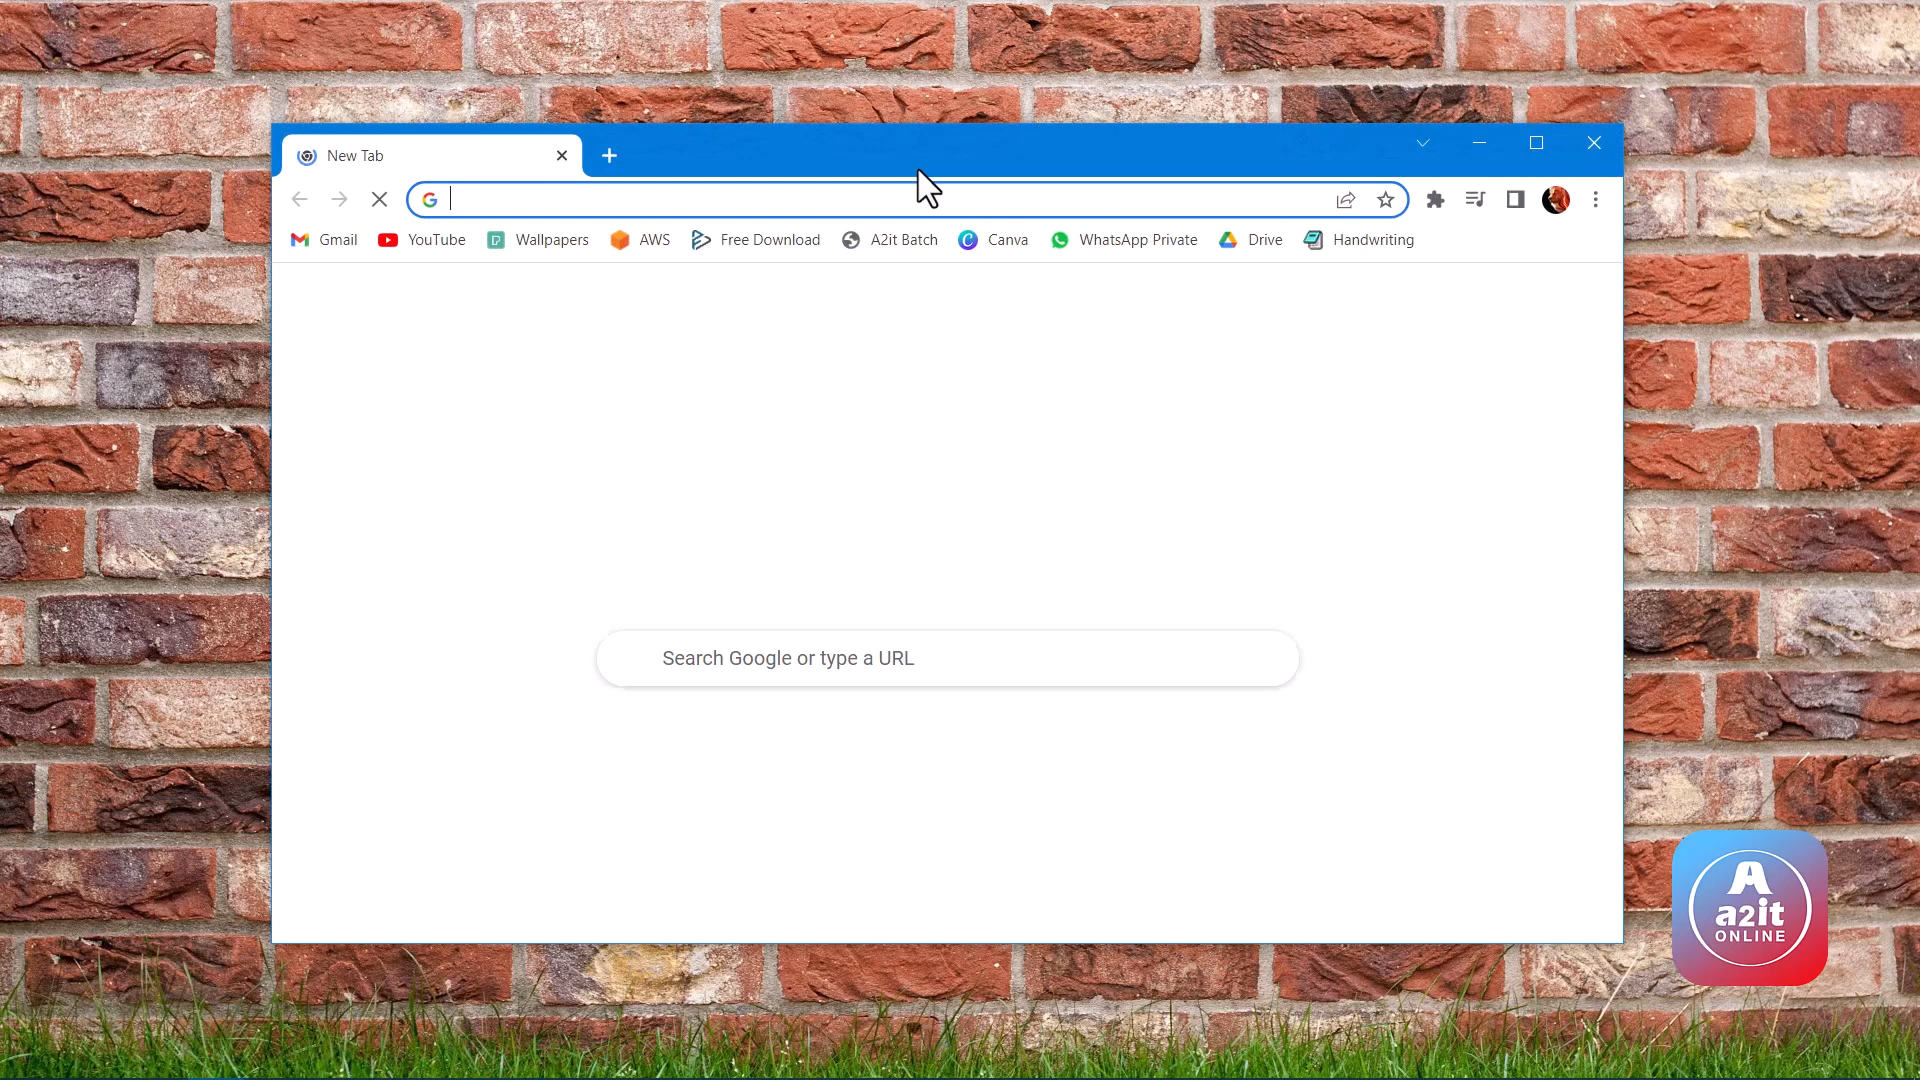 New Tab
Gmail YouTube Wallpapers AWS Free Download A2it Batch Canva WhatsApp Private Drive Handwriting
Search Google or type a URL
A
a2it
ONLINE